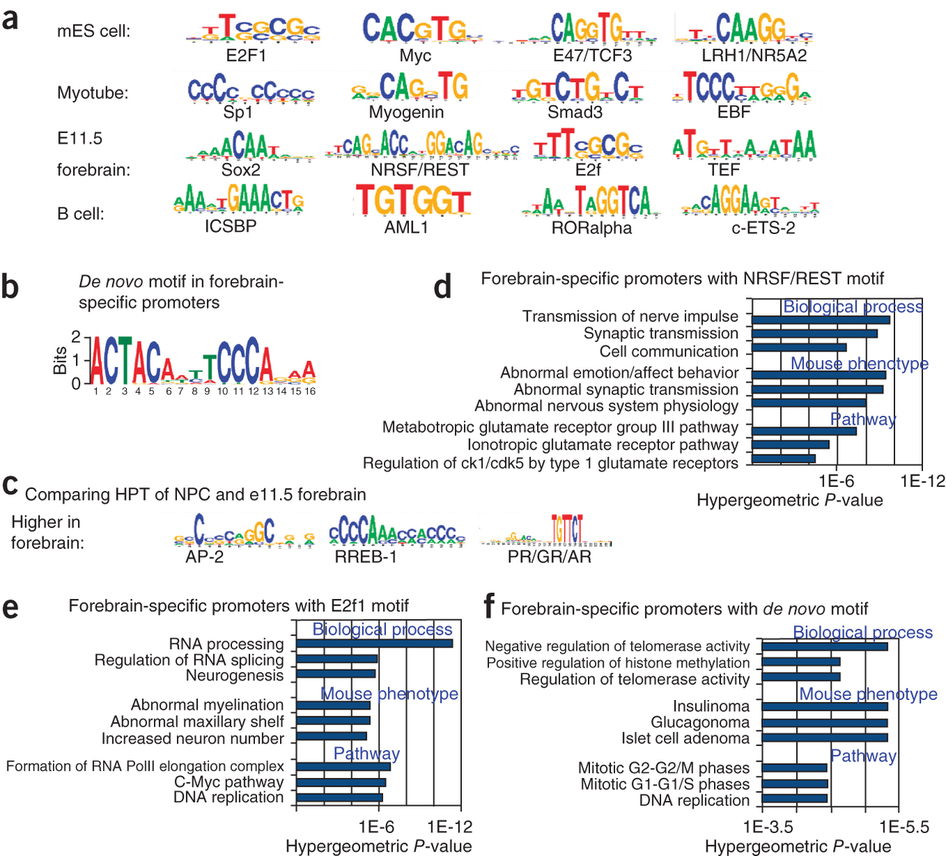 a
mES cell:
E2F1
Myc
E47/TCF3
LRH1/NR5A2
Myotube:
Sp1
Myogenin
Smad3
EBF
E11.5
forebrain:
Sox2
NRSF/REST
E2f
TEF
B cell:
ICSBP
AML1
TGTGGT
RORalpha
c-ETS-2
b
De novo motif in forebrain-
specific promoters
Bits
2
1
0
1 2 3 4 5 6 7 8 9 10 11 12 13 14 15 16
d
Forebrain-specific promoters with NRSF/REST motif
Biological process
Transmission of nerve impulse
Synaptic transmission
Cell communication
Mouse phenotype
Abnormal emotion/affect behavior
Abnormal synaptic transmission
Abnormal nervous system physiology
Pathway
Metabotropic glutamate receptor group III pathway
Ionotropic glutamate receptor pathway
Regulation of ck1/cdk5 by type 1 glutamate receptors
1E-6 1E-12
Hypergeometric P-value
c
Comparing HPT of NPC and e11.5 forebrain
Higher in
forebrain:
AP-2
RREB-1
PR/GR/AR
e
Forebrain-specific promoters with E2f1 motif
Biological process
RNA processing
Regulation of RNA splicing
Neurogenesis
Mouse phenotype
Abnormal myelination
Abnormal maxillary shelf
Increased neuron number
Pathway
Formation of RNA PolII elongation complex
C-Myc pathway
DNA replication
1E-6 1E-12
Hypergeometric P-value
f
Forebrain-specific promoters with de novo motif
Biological process
Negative regulation of telomerase activity
Positive regulation of histone methylation
Regulation of telomerase activity
Mouse phenotype
Insulinoma
Glucagonoma
Islet cell adenoma
Pathway
Mitotic G2-G2/M phases
Mitotic G1-G1/S phases
DNA replication
1E-3.5 1E-5.5
Hypergeometric P-value